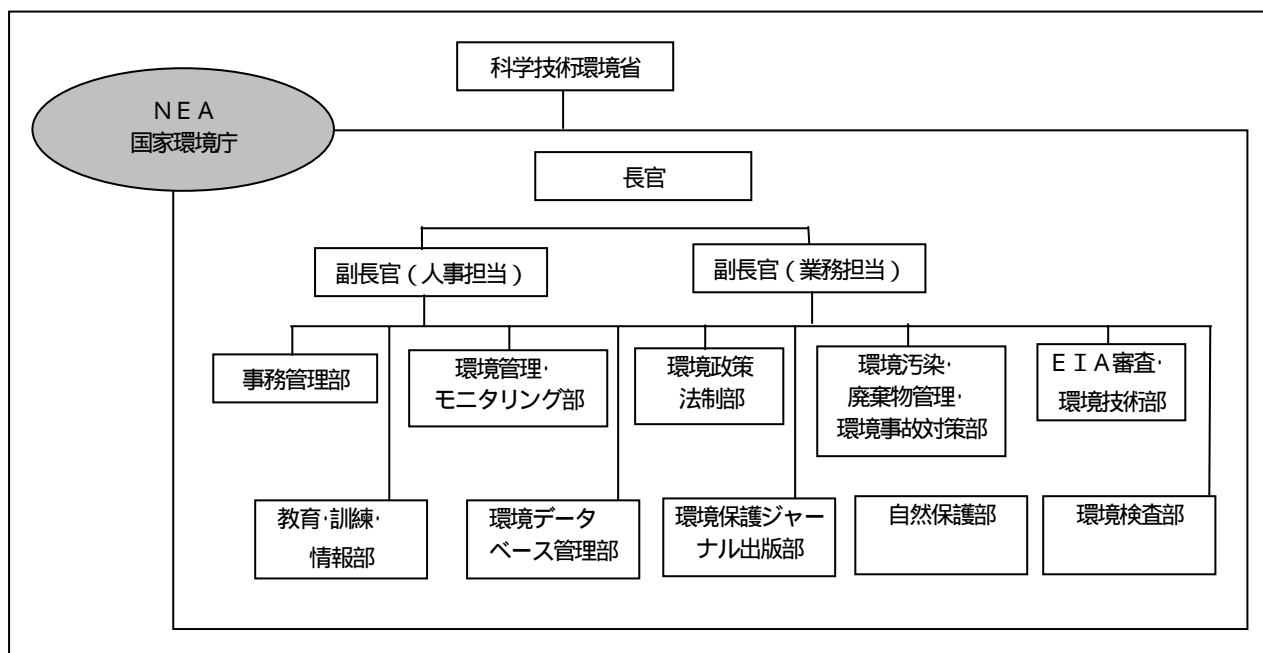 科学技術環境省
ＮＥＡ
国家環境庁
長官
副長官（人事担当）
副長官（業務担当）
事務管理部
環境管理・
モニタリング部
環境政策
法制部
環境汚染・
廃棄物管理・
環境事故対策部
ＥＩＡ審査・
環境技術部
教育・訓練・
情報部
環境データ
ベース管理部
環境保護ジャー
ナル出版部
自然保護部
環境検査部